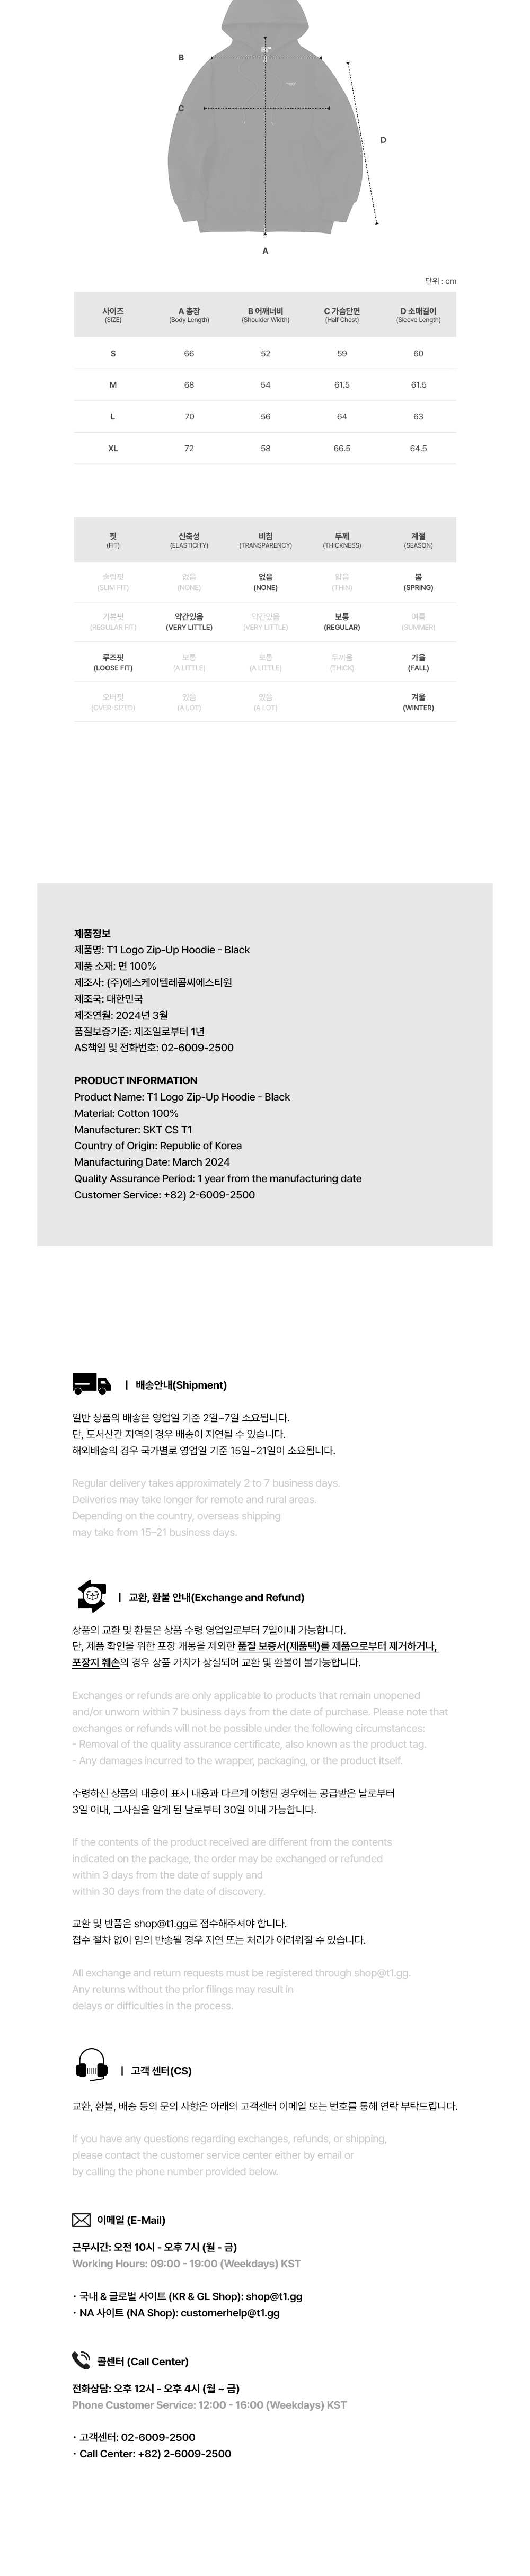 B
C
D
A
단위 : cm
사이즈 A 총장 B 어깨너비 C 가슴단면 D 소매길이
(SIZE) (Body Length) (Shoulder Width) (Half Chest) (Sleeve Length)
S 66 52 59 60
M 68 54 61.5 61.5
L 70 56 64 63
XL 72 58 66.5 64.5
핏 신축성 비침 두께 계절
(FIT) (ELASTICITY) (TRANSPARENCY) (THICKNESS) (SEASON)
슬림핏 없음 없음 얇음 봄
(SLIM FIT) (NONE) (NONE) (THIN) (SPRING)
기본핏 약간있음 약간있음 보통 여름
(REGULAR FIT) (VERY LITTLE) (VERY LITTLE) (REGULAR) (SUMMER)
루즈핏 보통 보통 두꺼움 가을
(LOOSE FIT) (A LITTLE) (A LITTLE) (THICK) (FALL)
오버핏 있음 있음 겨울
(OVER-SIZED) (A LOT) (A LOT) (WINTER)
제품정보
제품명: T1 Logo Zip-Up Hoodie - Black
제품 소재: 면 100%
제조사: (주)에스케이텔레콤씨에스티원
제조국: 대한민국
제조연월: 2024년 3월
품질보증기준: 제조일로부터 1년
AS책임 및 전화번호: 02-6009-2500
PRODUCT INFORMATION
Product Name: T1 Logo Zip-Up Hoodie - Black
Material: Cotton 100%
Manufacturer: SKT CS T1
Country of Origin: Republic of Korea
Manufacturing Date: March 2024
Quality Assurance Period: 1 year from the manufacturing date
Customer Service: +82) 2-6009-2500
| 배송안내(Shipment)
일반 상품의 배송은 영업일 기준 2일~7일 소요됩니다.
단, 도서산간 지역의 경우 배송이 지연될 수 있습니다.
해외배송의 경우 국가별로 영업일 기준 15일~21일이 소요됩니다.
Regular delivery takes approximately 2 to 7 business days.
Deliveries may take longer for remote and rural areas.
Depending on the country, overseas shipping
may take from 15–21 business days.
| 교환, 환불 안내(Exchange and Refund)
상품의 교환 및 환불은 상품 수령 영업일로부터 7일이내 가능합니다.
단, 제품 확인을 위한 포장 개봉을 제외한 품질 보증서(제품택)를 제품으로부터 제거하거나,
포장지 훼손의 경우 상품 가치가 상실되어 교환 및 환불이 불가능합니다.
Exchanges or refunds are only applicable to products that remain unopened
and/or unworn within 7 business days from the date of purchase. Please note that
exchanges or refunds will not be possible under the following circumstances:
- Removal of the quality assurance certificate, also known as the product tag.
- Any damages incurred to the wrapper, packaging, or the product itself.
수령하신 상품의 내용이 표시 내용과 다르게 이행된 경우에는 공급받은 날로부터
3일 이내, 그사실을 알게 된 날로부터 30일 이내 가능합니다.
If the contents of the product received are different from the contents
indicated on the package, the order may be exchanged or refunded
within 3 days from the date of supply and
within 30 days from the date of discovery.
교환 및 반품은 shop@t1.gg로 접수해주셔야 합니다.
접수 절차 없이 임의 반송될 경우 지연 또는 처리가 어려워질 수 있습니다.
All exchange and return requests must be registered through shop@t1.gg.
Any returns without the prior filings may result in
delays or difficulties in the process.
| 고객 센터(CS)
교환, 환불, 배송 등의 문의 사항은 아래의 고객센터 이메일 또는 번호를 통해 연락 부탁드립니다.
If you have any questions regarding exchanges, refunds, or shipping,
please contact the customer service center either by email or
by calling the phone number provided below.
이메일 (E-Mail)
근무시간: 오전 10시 - 오후 7시 (월 - 금)
Working Hours: 09:00 - 19:00 (Weekdays) KST
· 국내 & 글로벌 사이트 (KR & GL Shop): shop@t1.gg
· NA 사이트 (NA Shop): customerhelp@t1.gg
콜센터 (Call Center)
전화상담: 오후 12시 - 오후 4시 (월 ~ 금)
Phone Customer Service: 12:00 - 16:00 (Weekdays) KST
· 고객센터: 02-6009-2500
· Call Center: +82) 2-6009-2500